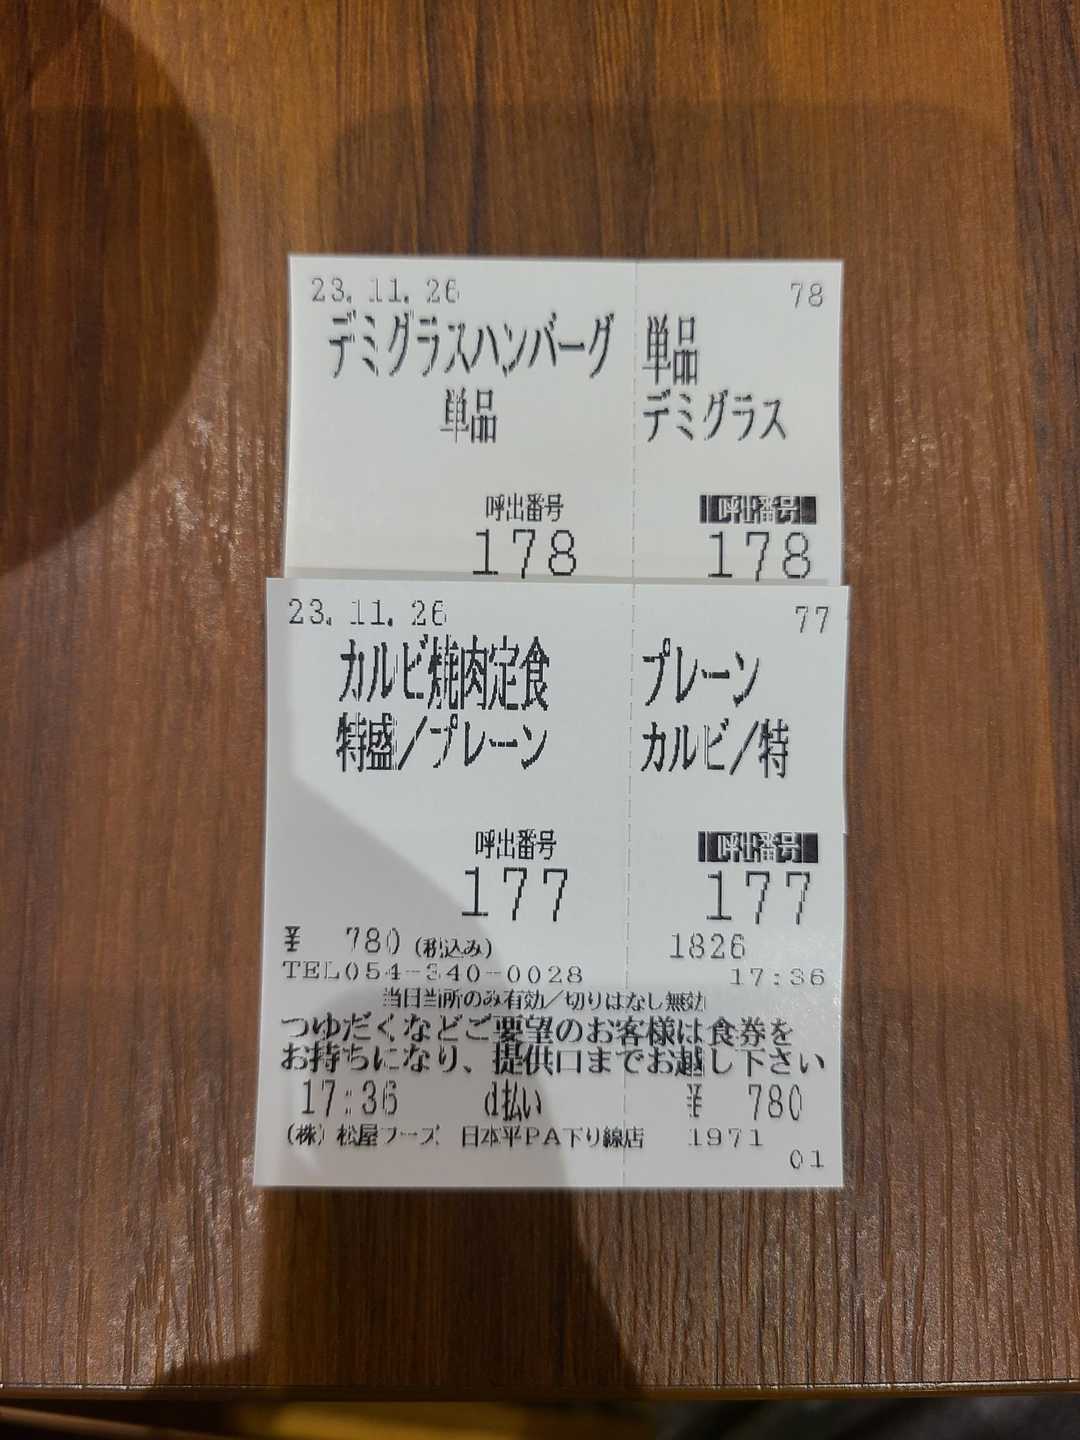 23.11.26 78
デミグラスハンバーグ 単品
単品 デミグラス
呼出番号 呼出番号
178 178
23.11.26 77
カルビ焼肉定食 プレーン
特盛/プレーン カルビ/特
呼出番号 呼出番号
177 177
¥ 780(税込み) 1826
TEL054-340-0028 17:36
当日当所のみ有効/切りはなし無効
つゆだくなどご要望のお客様は食券を
お持ちになり、提供口までお越し下さい
17:36 d払い ¥ 780
(株)松屋フーズ 日本平PA下り線店 1971
01